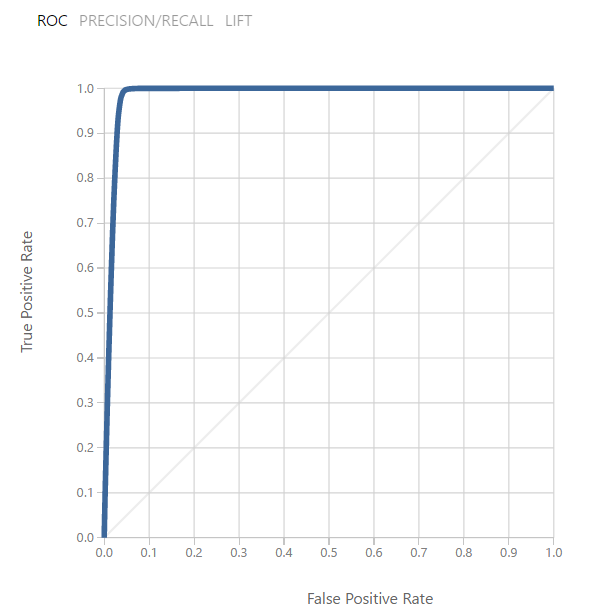 ROC PRECISION/RECALL LIFT
1.0
0.9
0.8
0.7
0.6
0.5
0.4
0.3
0.2
0.1
0.0
True Positive Rate
0.0 0.1 0.2 0.3 0.4 0.5 0.6 0.7 0.8 0.9 1.0
False Positive Rate